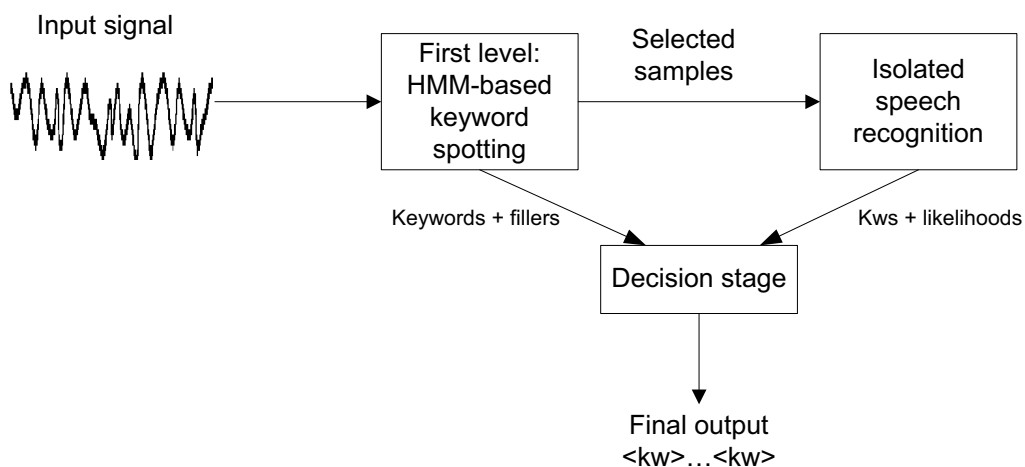 Input signal
First level:
HMM-based
keyword
spotting
Selected
samples
Isolated
speech
recognition
Keywords + fillers
Kws + likelihoods
Decision stage
Final output
<kw>…<kw>